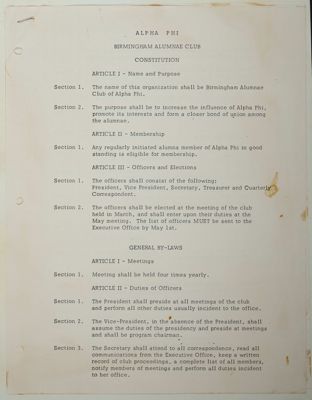 ALPHA PHI
BIRMINGHAM ALUMNAE CLUB
CONSTITUTION
ARTICLE I - Name and Purpose
Section 1. The name of this organization shall be Birmingham Alumnae
Club of Alpha Phi.
Section 2. The purpose shall be to increase the influence of Alpha Phi,
promote its interests and form a closer bond of union among
the alumnae.
ARTICLE II - Membership
Section 1. Any regularly initiated alumna member of Alpha Phi in good
standing is eligible for membership.
ARTICLE III - Officers and Elections
Section 1. The officers shall consist of the following:
President, Vice President, Secretary, Treasurer and Quarterly
Correspondent.
Section 2. The officers shall be elected at the meeting of the club
held in March, and shall enter upon their duties at the
May meeting. The list of officers MUST be sent to the
Executive Office by May 1st.
GENERAL BY-LAWS
ARTICLE I - Meetings
Section 1. Meeting shall be held four times yearly.
ARTICLE II - Duties of Officers
Section 1. The President shall preside at all meetings of the club
and perform all other duties usually incident to the office.
Section 2. The Vice-President, in the absence of the President, shall
assume the duties of the presidency and preside at meetings
and shall be program chairman.
Section 3. The Secretary shall attend to all correspondence, read all
communications from the Executive Office, keep a written
record of club proceedings, a complete list of all members,
notify members of meetings and perform all duties incident
to her office.